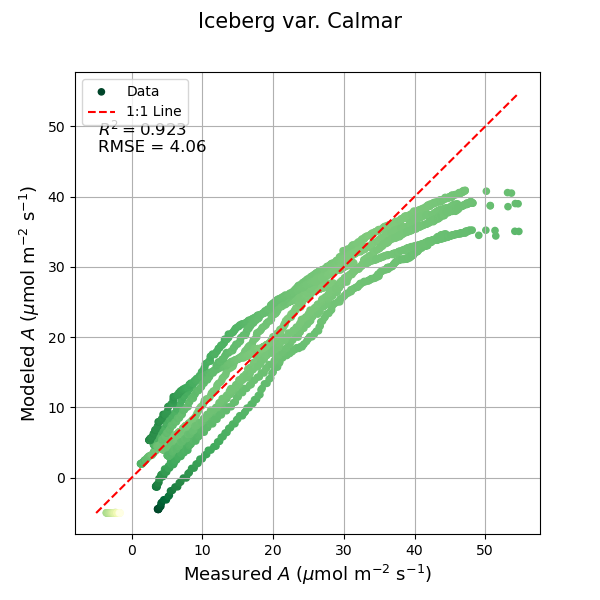 Iceberg var. Calmar
Data
1:1 Line
R² = 0.923
RMSE = 4.06
Modeled A (μmol m⁻² s⁻¹)
50
40
30
20
10
0
0 10 20 30 40 50
Measured A (μmol m⁻² s⁻¹)